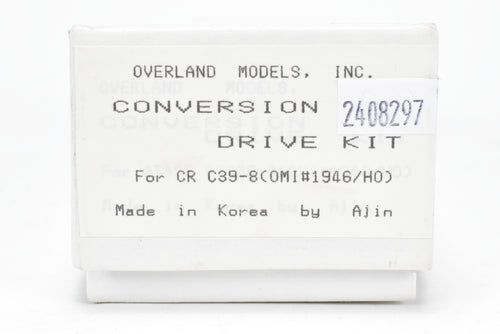 OVERLAND MODELS, INC.
CONVERSION
2408297
DRIVE KIT
For CR C39-8(OMI#1946/HO)
Made in Korea by Ajin